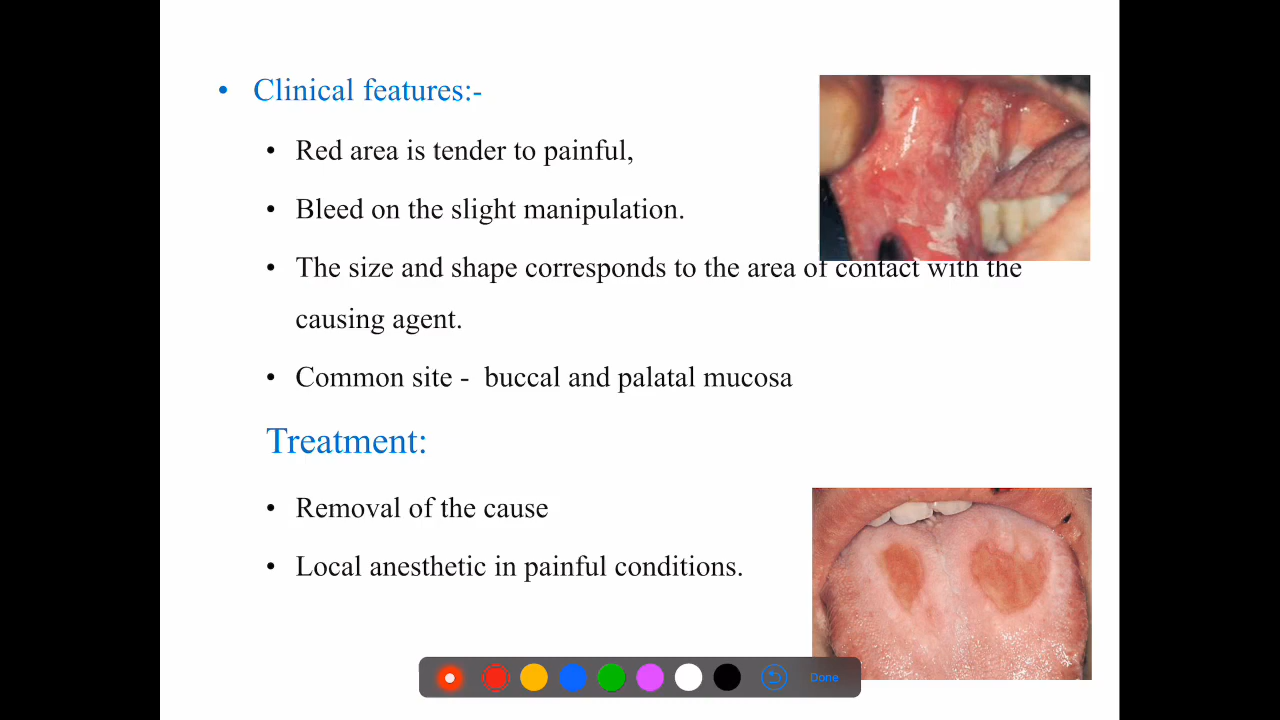 • Clinical features:-
• Red area is tender to painful,
• Bleed on the slight manipulation.
• The size and shape corresponds to the area of contact with the
causing agent.
• Common site -  buccal and palatal mucosa
Treatment:
• Removal of the cause
• Local anesthetic in painful conditions.
Done